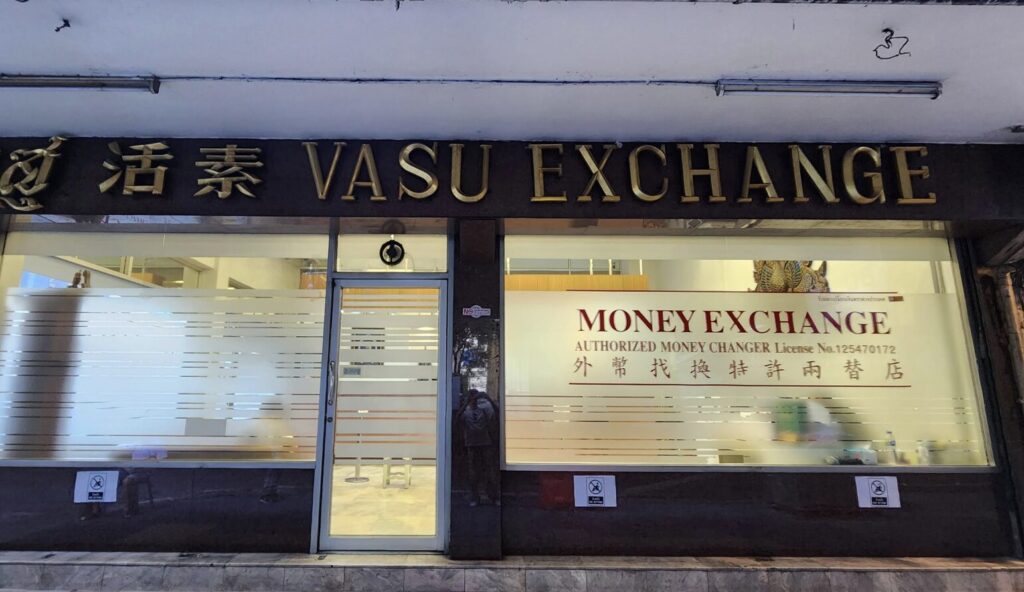 活素 VASU EXCHANGE
MONEY EXCHANGE
AUTHORIZED MONEY CHANGER License No.125470172
外幣找換特許兩替店